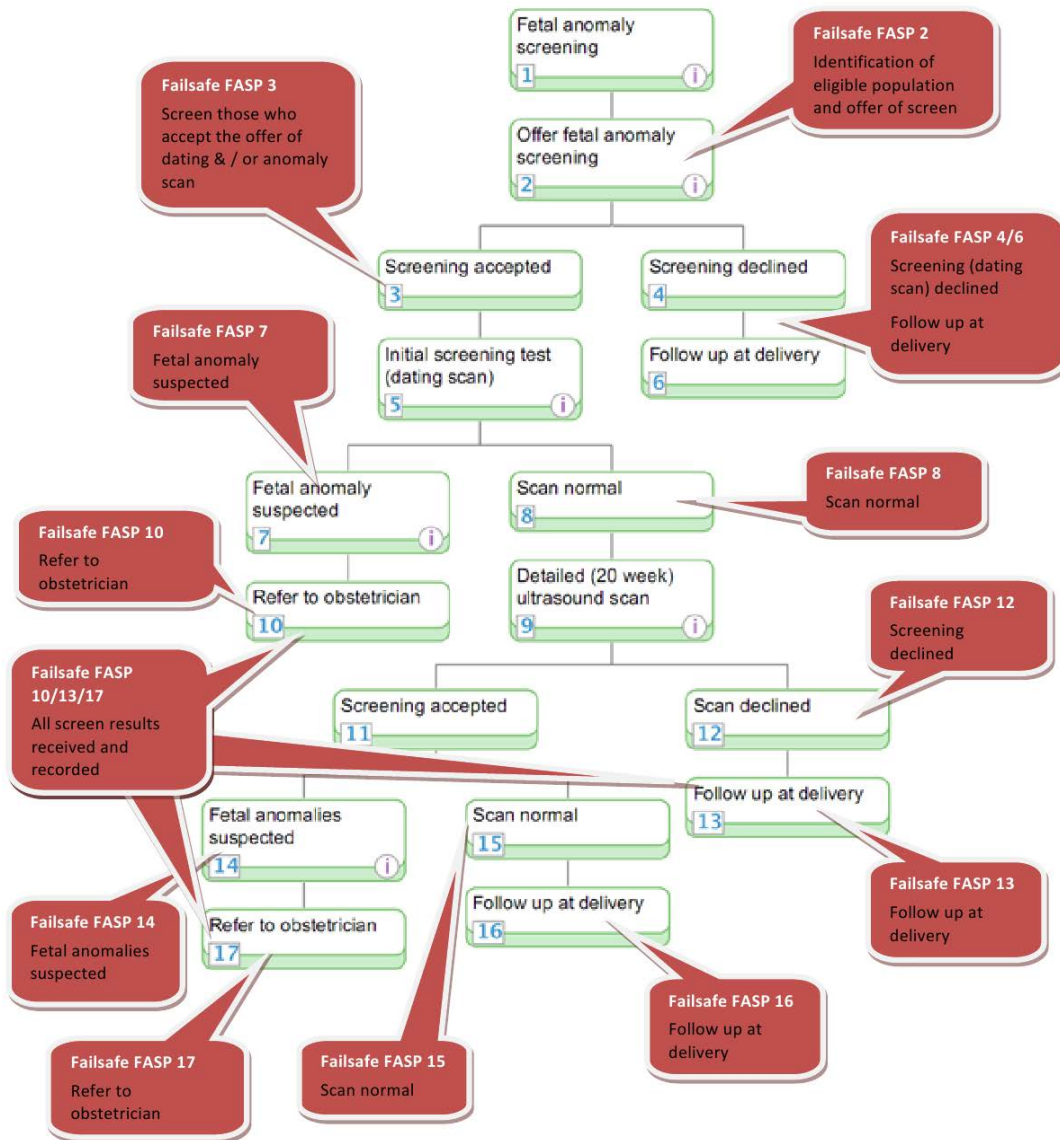 Fetal anomaly
screening
1
i
Failsafe FASP 2
Identification of
eligible population
and offer of screen
Failsafe FASP 3
Screen those who
accept the offer of
dating & / or anomaly
scan
Offer fetal anomaly
screening
2
i
Screening accepted
3
Screening declined
4
Failsafe FASP 4/6
Screening (dating
scan) declined
Follow up at
delivery
Failsafe FASP 7
Fetal anomaly
suspected
Initial screening test
(dating scan)
5
i
Follow up at delivery
6
Fetal anomaly
suspected
7
i
Scan normal
8
Failsafe FASP 8
Scan normal
Failsafe FASP 10
Refer to
obstetrician
Refer to obstetrician
10
Detailed (20 week)
ultrasound scan
9
i
Failsafe FASP 12
Screening
declined
Failsafe FASP
10/13/17
All screen results
received and
recorded
Screening accepted
11
Scan declined
12
Fetal anomalies
suspected
14
i
Scan normal
15
Follow up at delivery
13
Failsafe FASP 14
Fetal anomalies
suspected
Refer to obstetrician
17
Follow up at delivery
16
Failsafe FASP 13
Follow up at
delivery
Failsafe FASP 17
Refer to
obstetrician
Failsafe FASP 15
Scan normal
Failsafe FASP 16
Follow up at
delivery